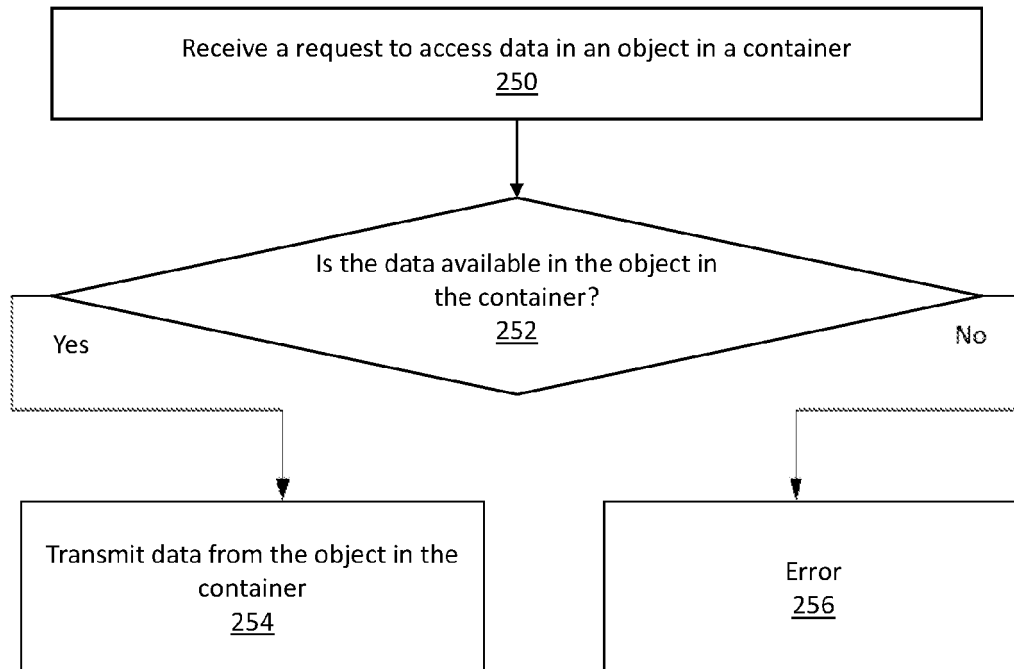 Receive a request to access data in an object in a container
250
Is the data available in the object in
the container?
252
Yes
No
Transmit data from the object in the
container
254
Error
256